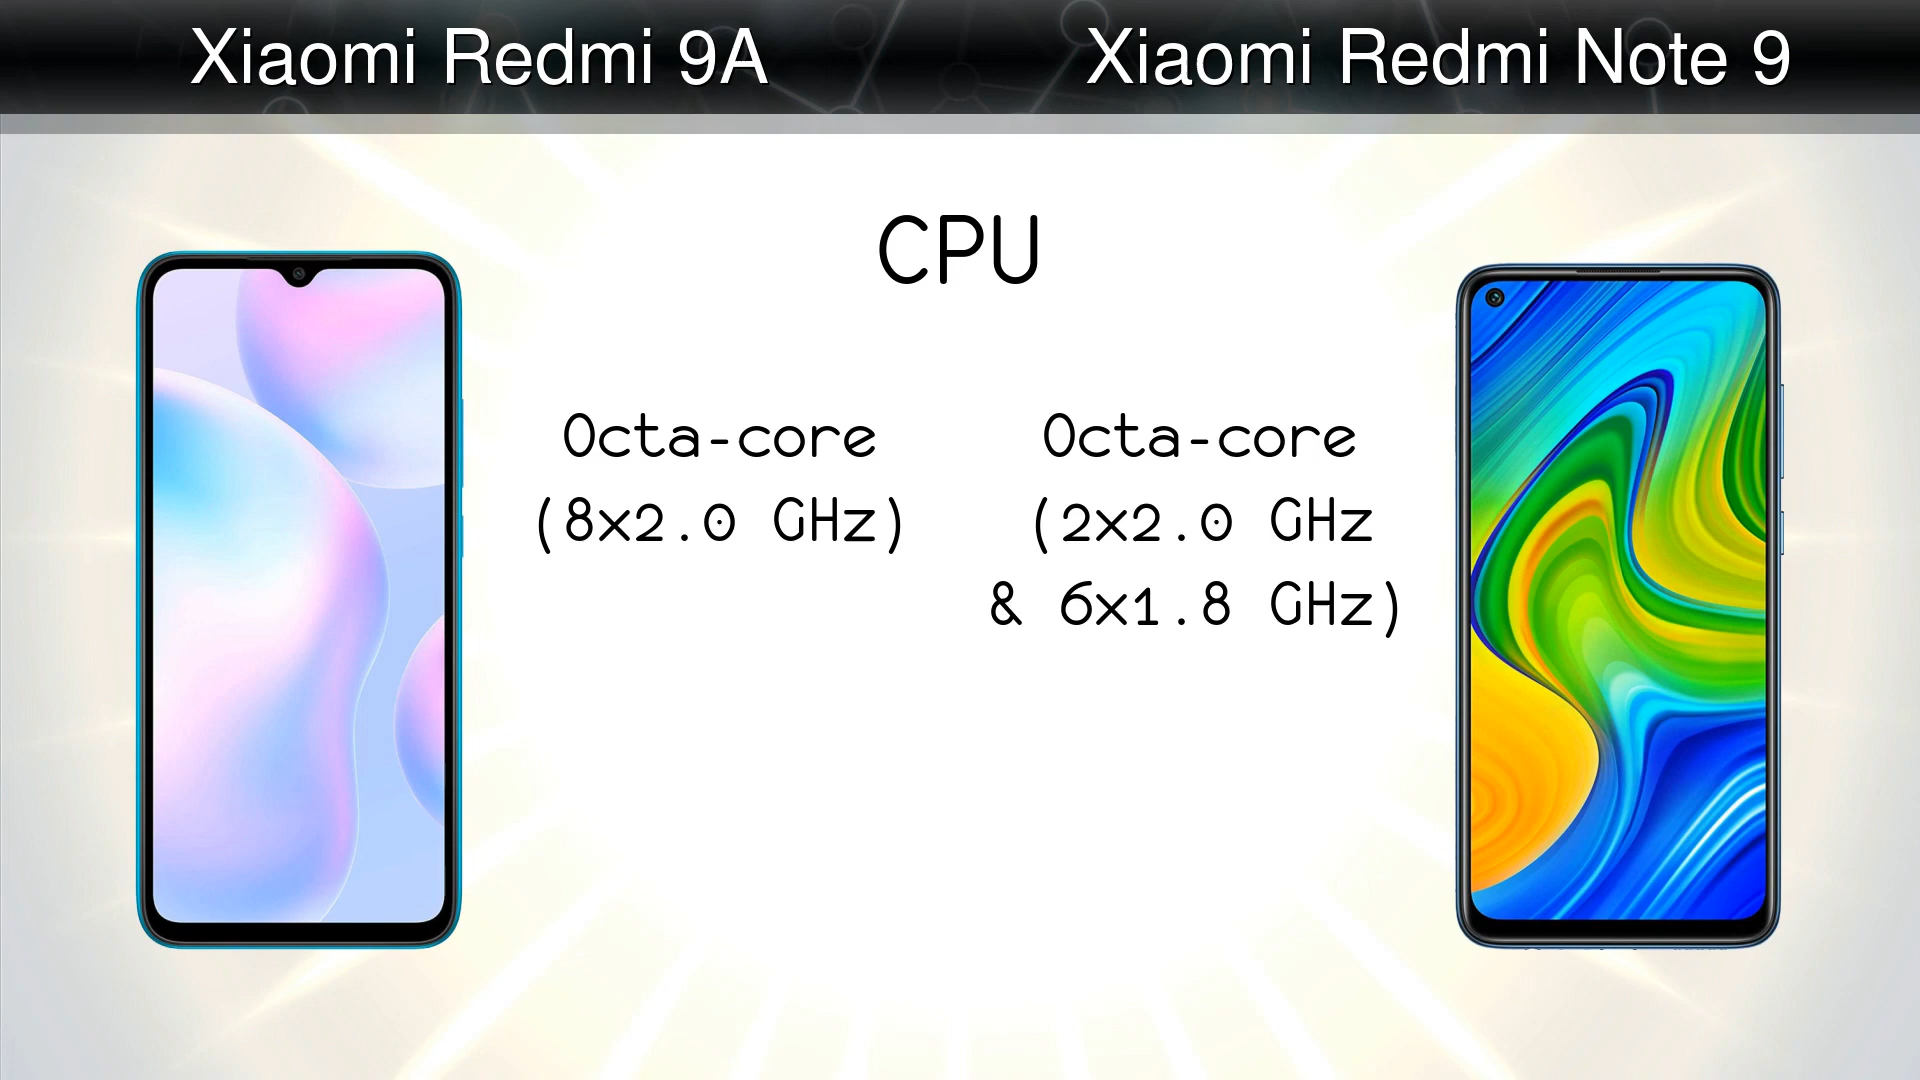 Xiaomi Redmi 9A
Xiaomi Redmi Note 9
CPU
Octa-core
(8x2.0 GHz)
Octa-core
(2x2.0 GHz
& 6x1.8 GHz)